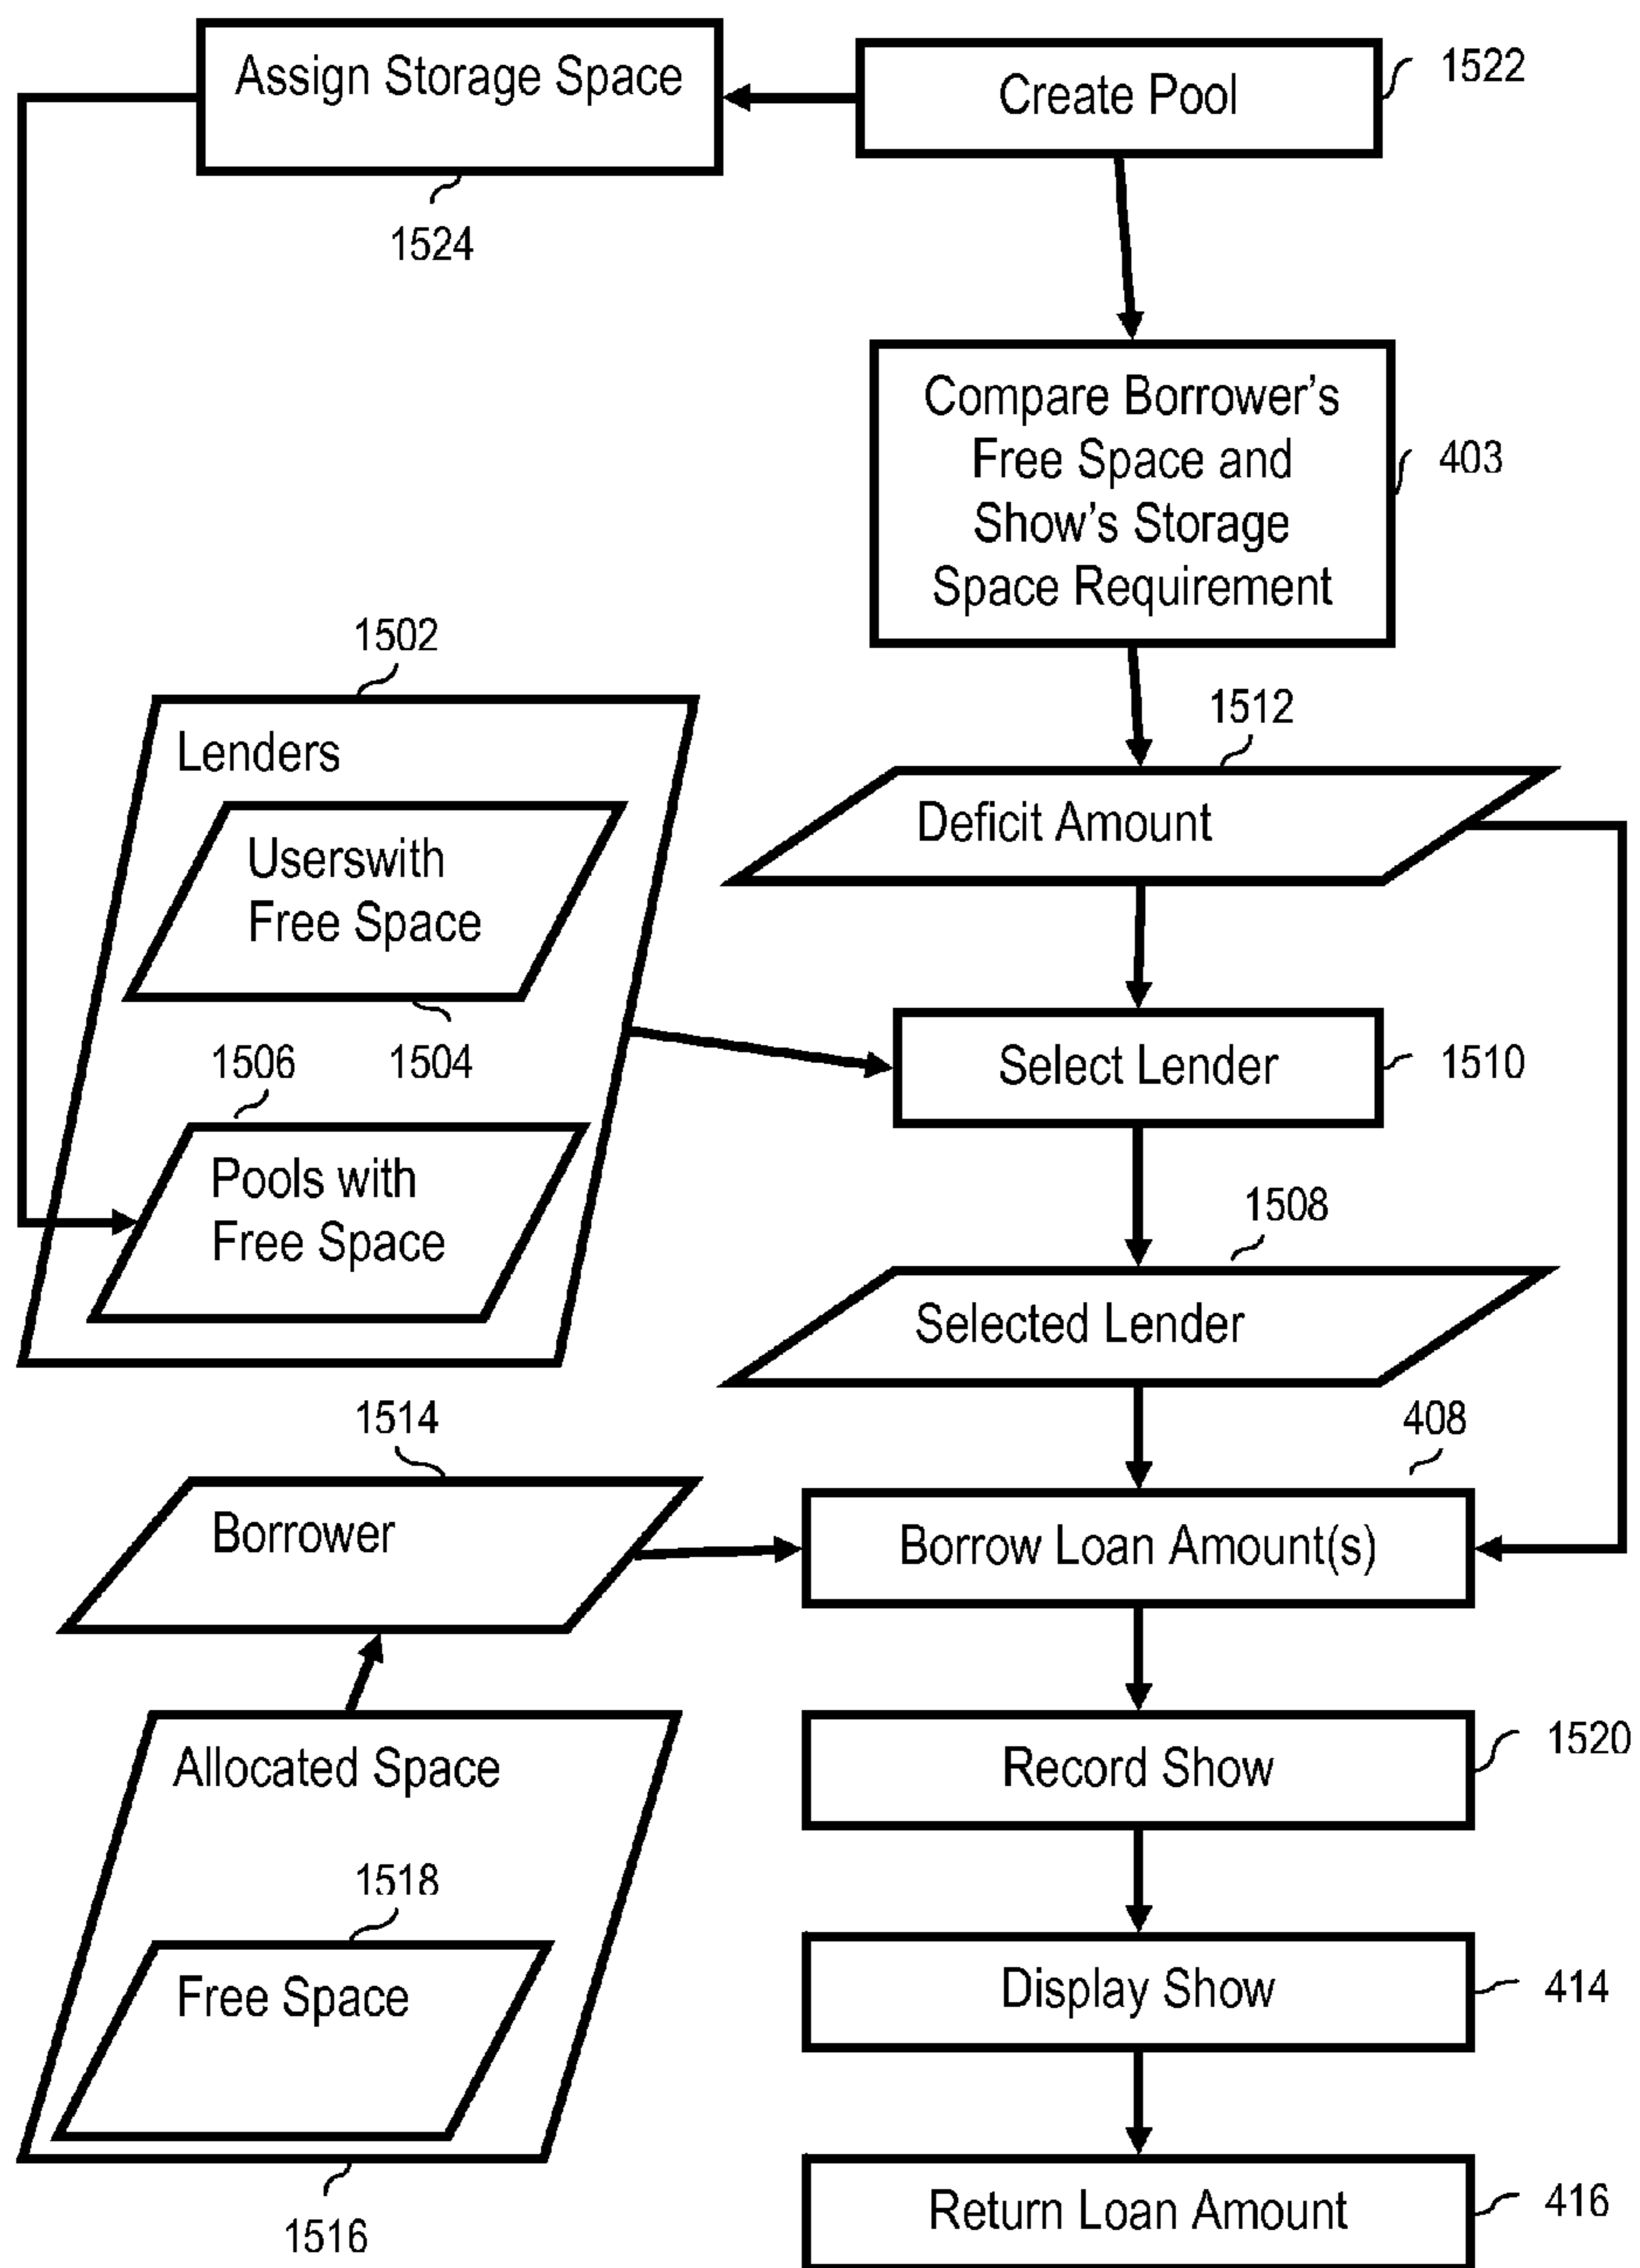 Assign Storage Space
Create Pool
1522
1524
Compare Borrower's
Free Space and
Show's Storage
Space Requirement
403
1502
Lenders
1512
Deficit Amount
Userswith
Free Space
1504
1506
Select Lender
1510
Pools with
Free Space
1508
Selected Lender
1514
408
Borrower
Borrow Loan Amount(s)
Allocated Space
Record Show
1520
1518
Free Space
Display Show
414
1516
Return Loan Amount
416